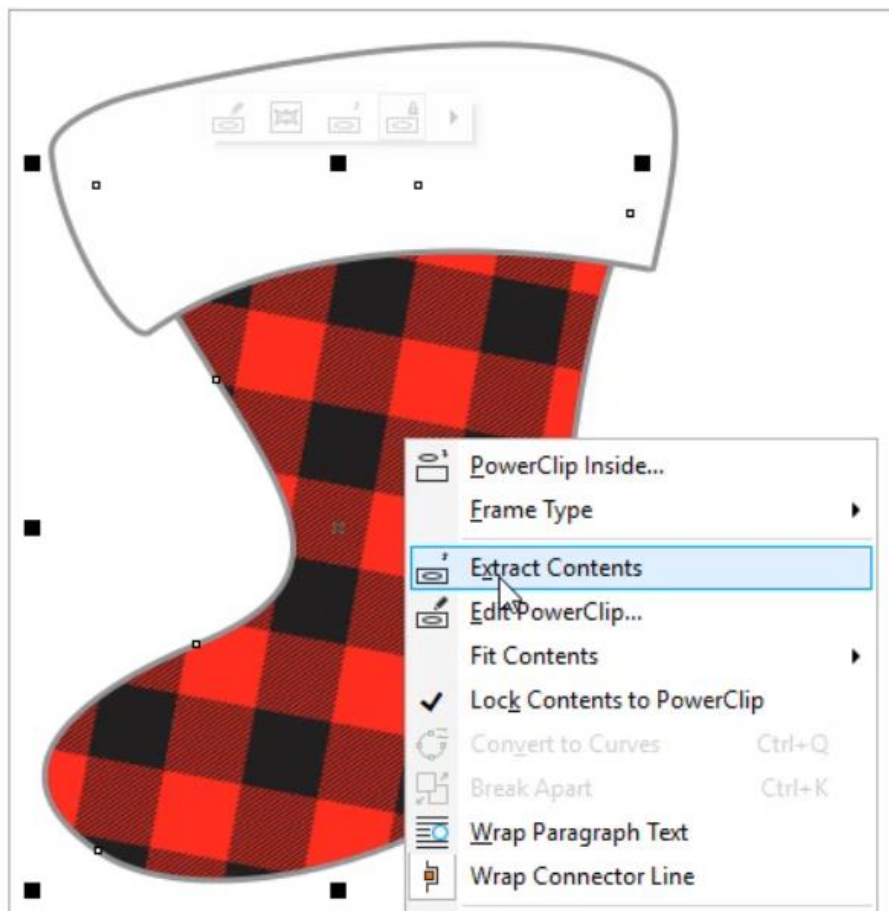 PowerClip Inside...
Frame Type
Extract Contents
Edit PowerClip...
Fit Contents
Lock Contents to PowerClip
Convert to Curves Ctrl+Q
Break Apart Ctrl+K
Wrap Paragraph Text
Wrap Connector Line